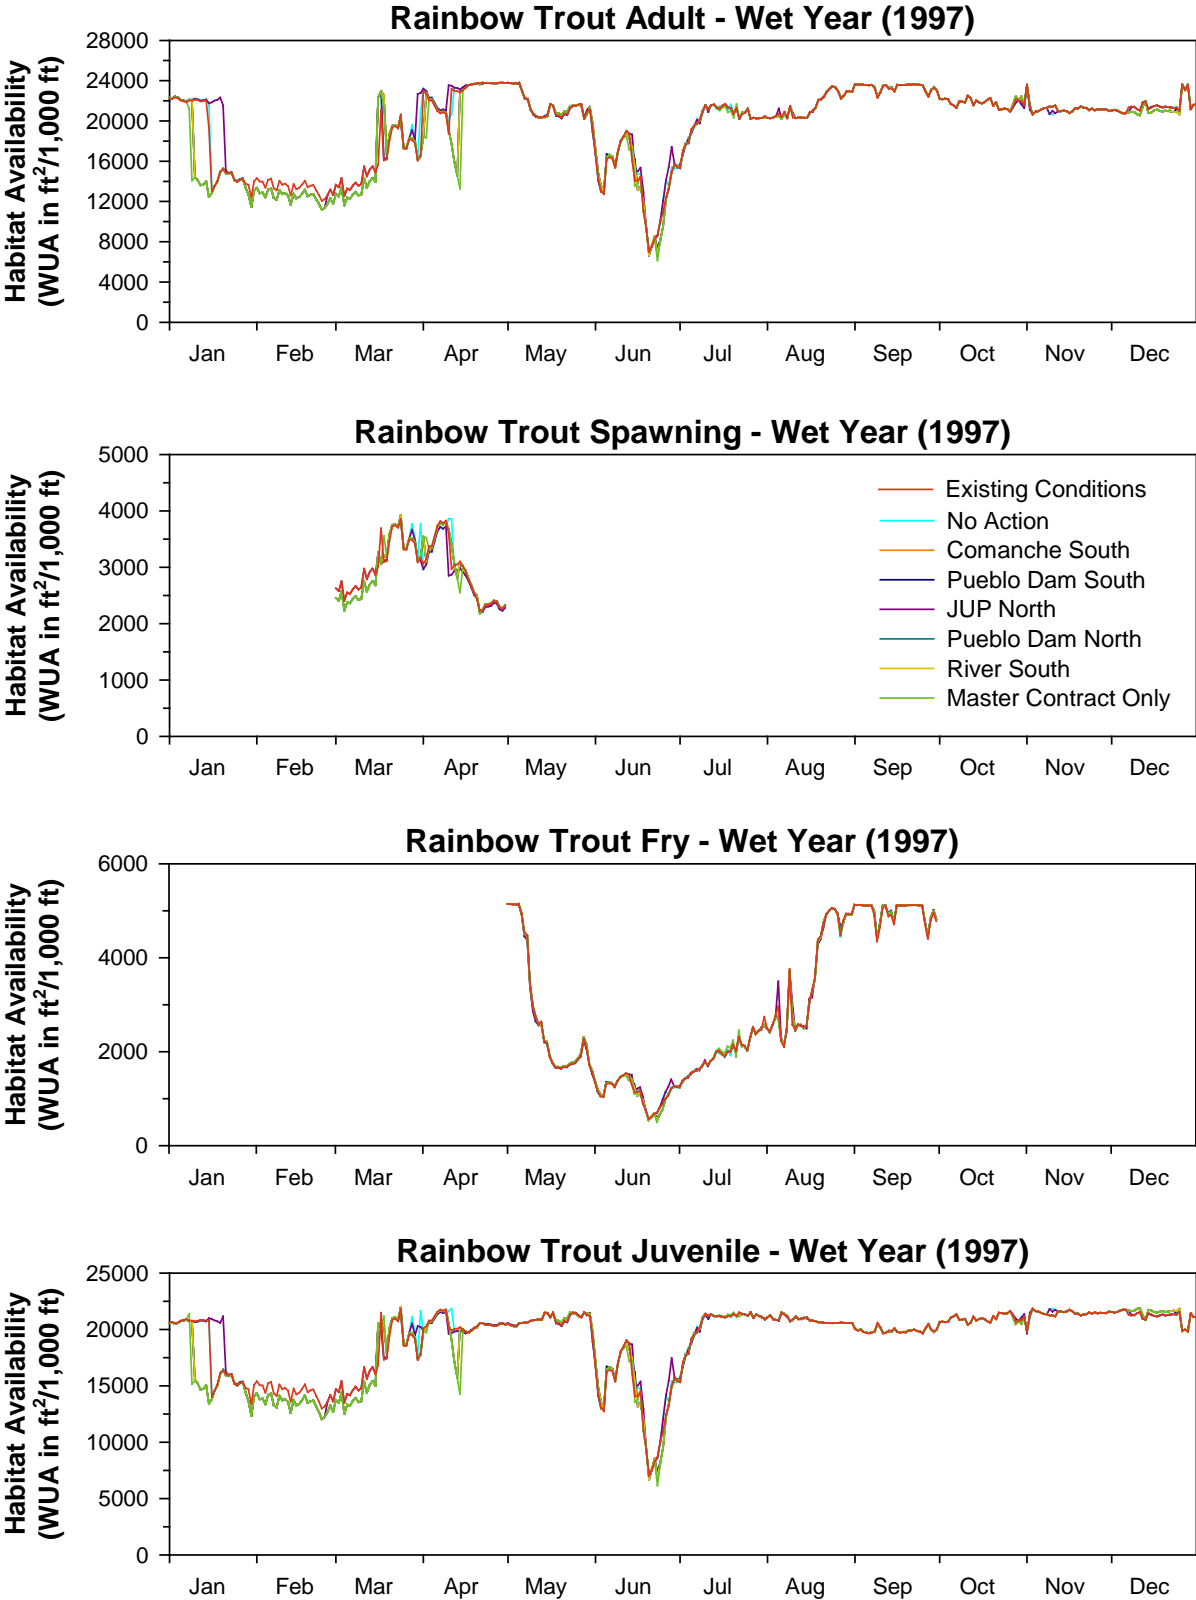 Rainbow Trout Adult - Wet Year (1997)
Habitat Availability
(WUA in ft²/1,000 ft)
28000
24000
20000
16000
12000
8000
4000
0
Jan Feb Mar Apr May Jun Jul Aug Sep Oct Nov Dec
Rainbow Trout Spawning - Wet Year (1997)
Habitat Availability
(WUA in ft²/1,000 ft)
5000
4000
3000
2000
1000
0
Existing Conditions
No Action
Comanche South
Pueblo Dam South
JUP North
Pueblo Dam North
River South
Master Contract Only
Jan Feb Mar Apr May Jun Jul Aug Sep Oct Nov Dec
Rainbow Trout Fry - Wet Year (1997)
Habitat Availability
(WUA in ft²/1,000 ft)
6000
4000
2000
0
Jan Feb Mar Apr May Jun Jul Aug Sep Oct Nov Dec
Rainbow Trout Juvenile - Wet Year (1997)
Habitat Availability
(WUA in ft²/1,000 ft)
25000
20000
15000
10000
5000
0
Jan Feb Mar Apr May Jun Jul Aug Sep Oct Nov Dec